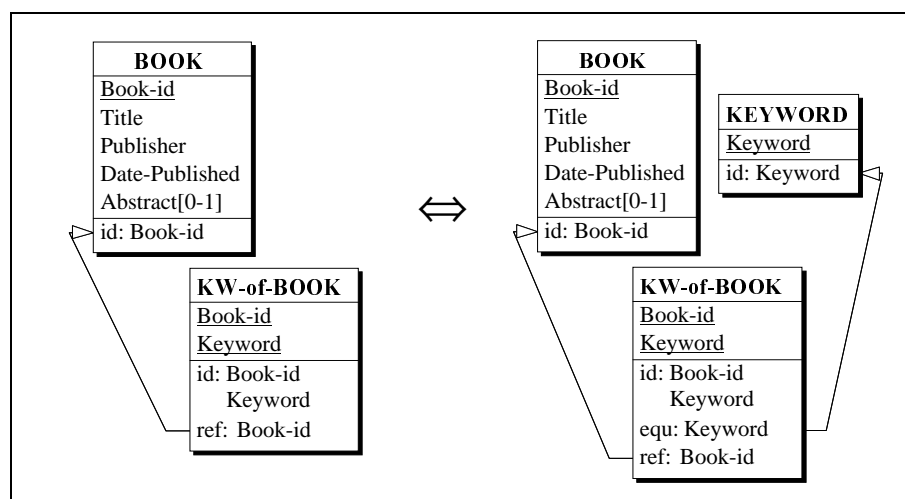 BOOK
Book-id
Title
Publisher
Date-Published
Abstract[0-1]
id: Book-id
KW-of-BOOK
Book-id
Keyword
id: Book-id
Keyword
ref: Book-id
⇔
BOOK
Book-id
Title
Publisher
Date-Published
Abstract[0-1]
id: Book-id
KEYWORD
Keyword
id: Keyword
KW-of-BOOK
Book-id
Keyword
id: Book-id
Keyword
equ: Keyword
ref: Book-id